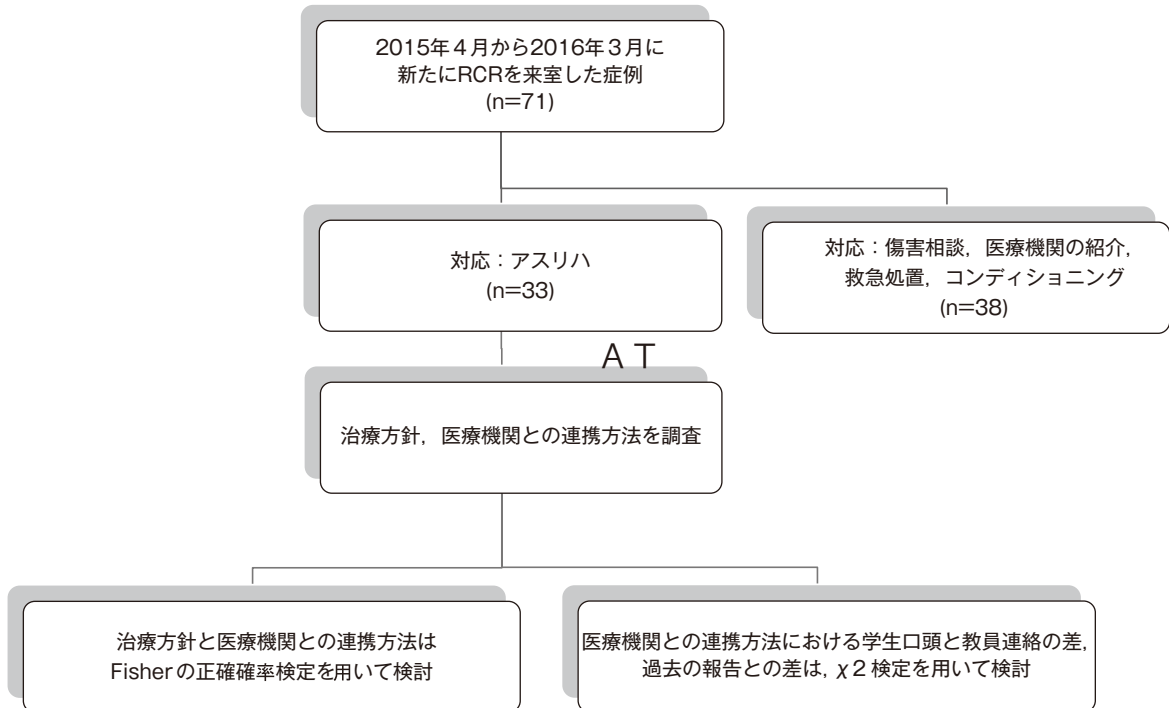 2015年4月から2016年3月に
新たにRCRを来室した症例
(n=71)
対応：アスリハ
(n=33)
対応：傷害相談，医療機関の紹介，
救急処置，コンディショニング
(n=38)
AT
治療方針，医療機関との連携方法を調査
治療方針と医療機関との連携方法は
Fisherの正確確率検定を用いて検討
医療機関との連携方法における学生口頭と教員連絡の差，
過去の報告との差は，χ2検定を用いて検討